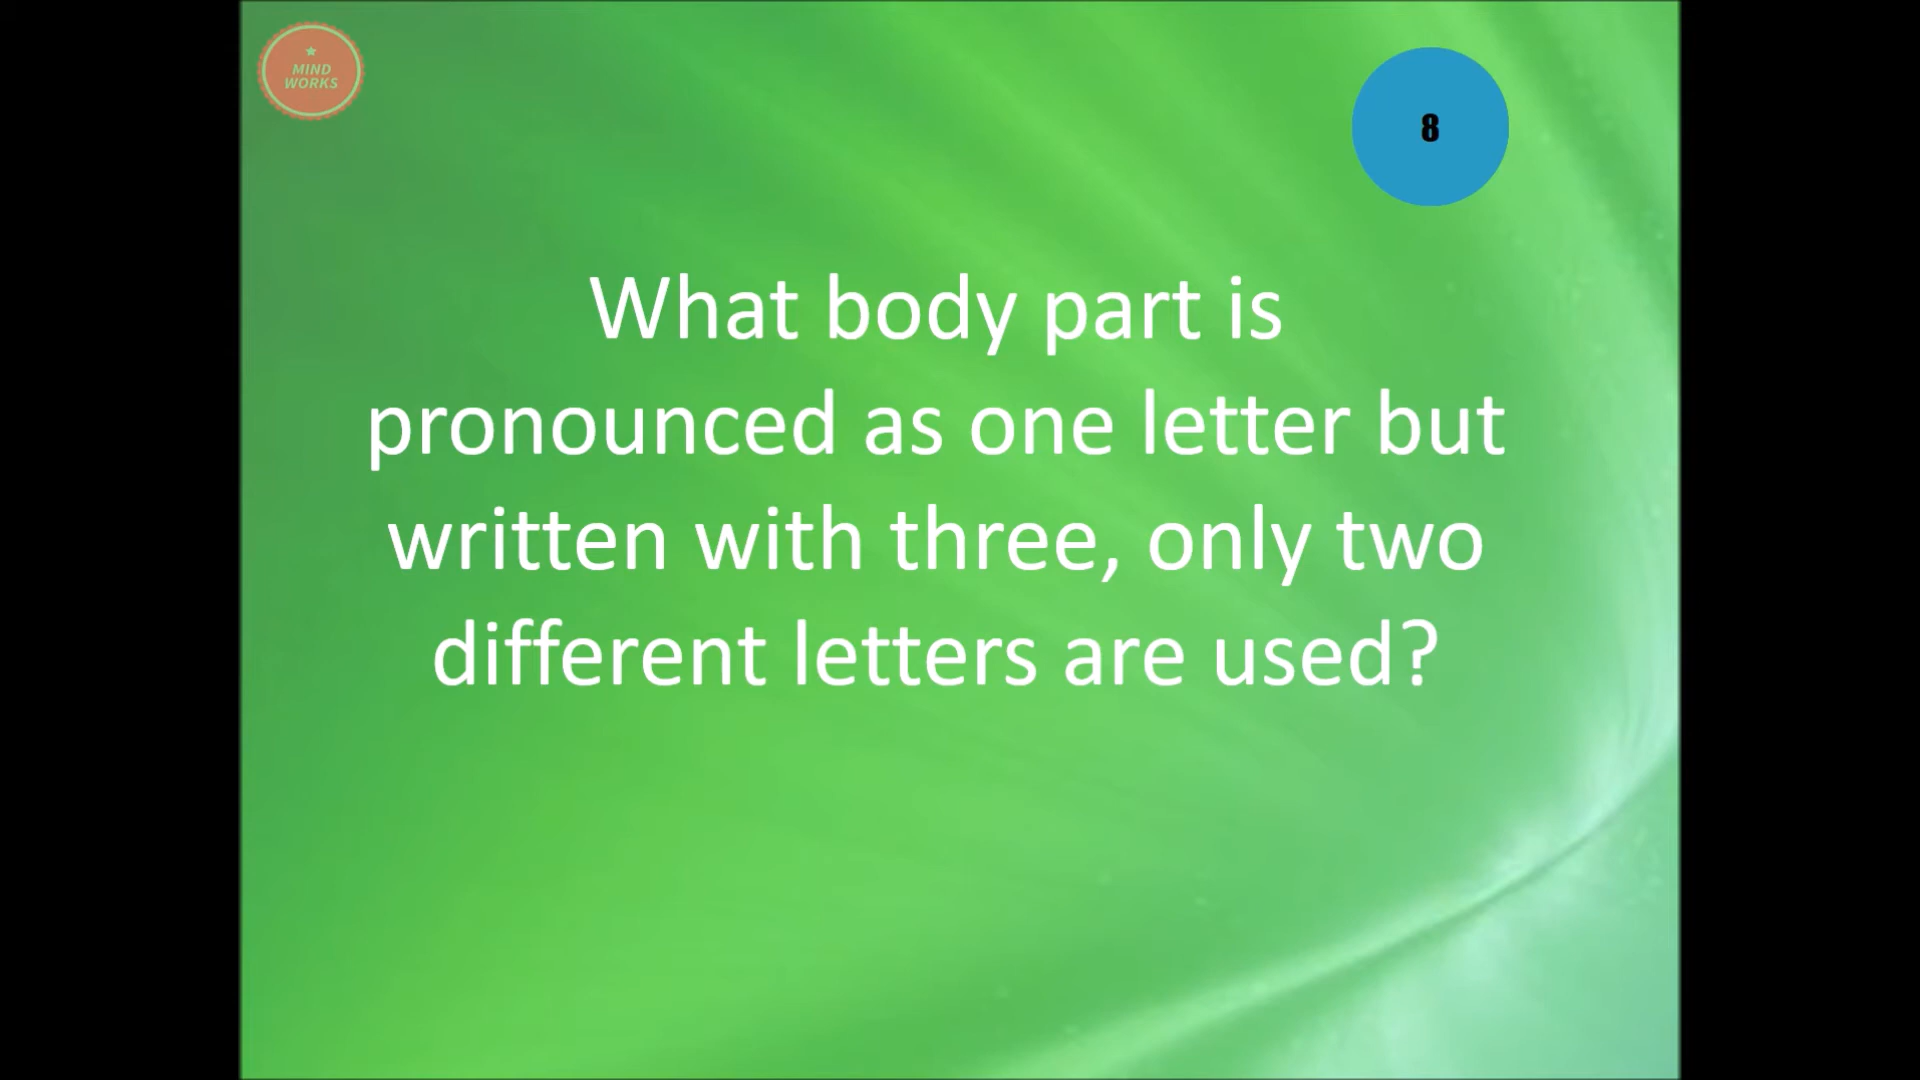 MIND
WORKS
8
What body part is
pronounced as one letter but
written with three, only two
different letters are used?